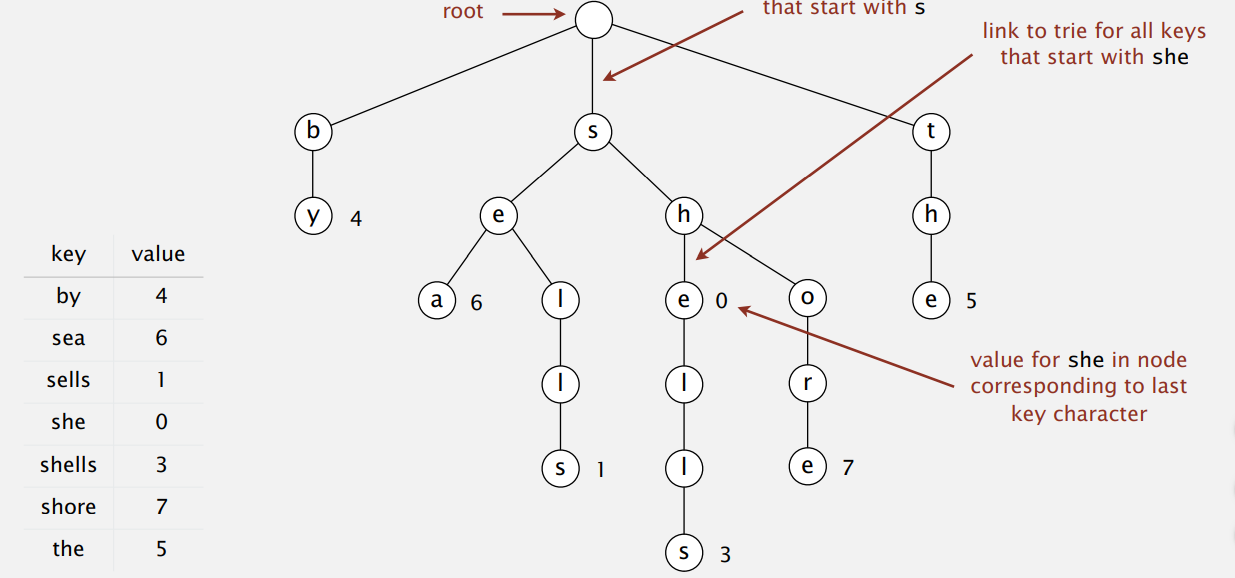 root
that start with s
link to trie for all keys
that start with she
b
s
t
y 4
e
h
h
key value
by 4
sea 6
sells 1
she 0
shells 3
shore 7
the 5
a 6
l
e 0
o
e 5
l
l
r
s 1
l
e 7
s 3
value for she in node
corresponding to last
key character